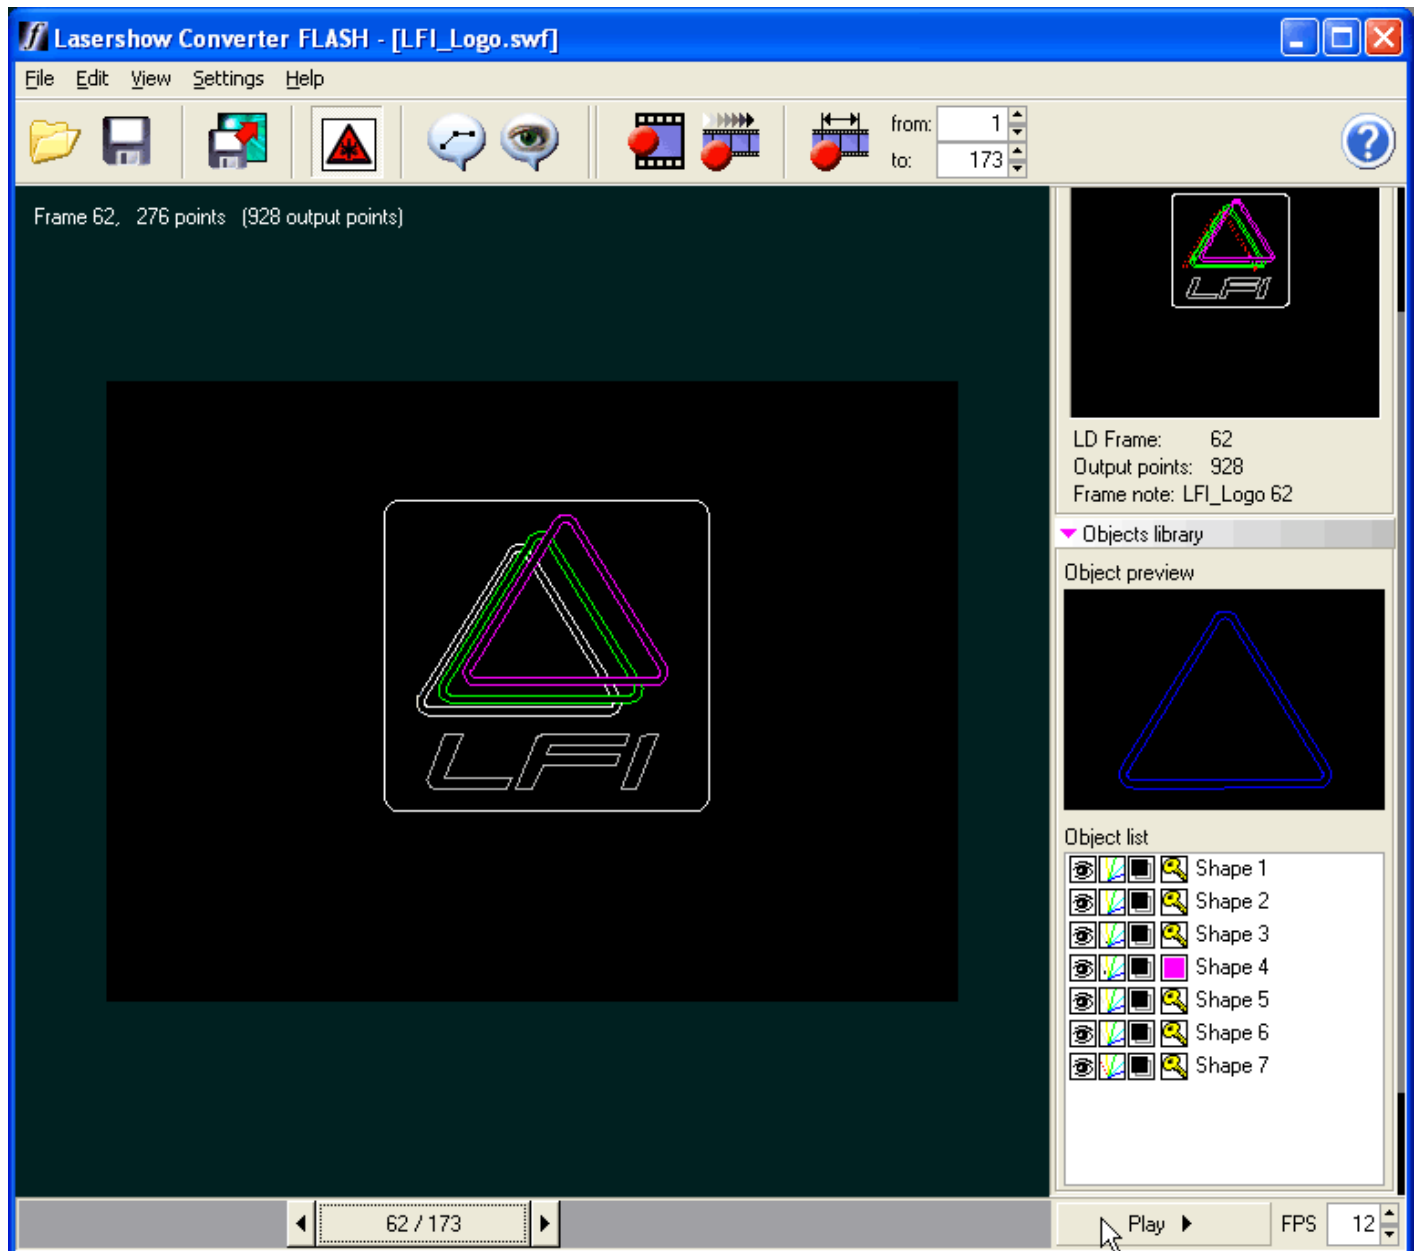 Lasershow Converter FLASH - [LFI_Logo.swf]
File Edit View Settings Help
from: 1
to: 173
Frame 62, 276 points (928 output points)
LFI
LFI
LD Frame: 62
Output points: 928
Frame note: LFI_Logo 62
Objects library
Object preview
Object list
Shape 1
Shape 2
Shape 3
Shape 4
Shape 5
Shape 6
Shape 7
62 / 173
Play
FPS 12